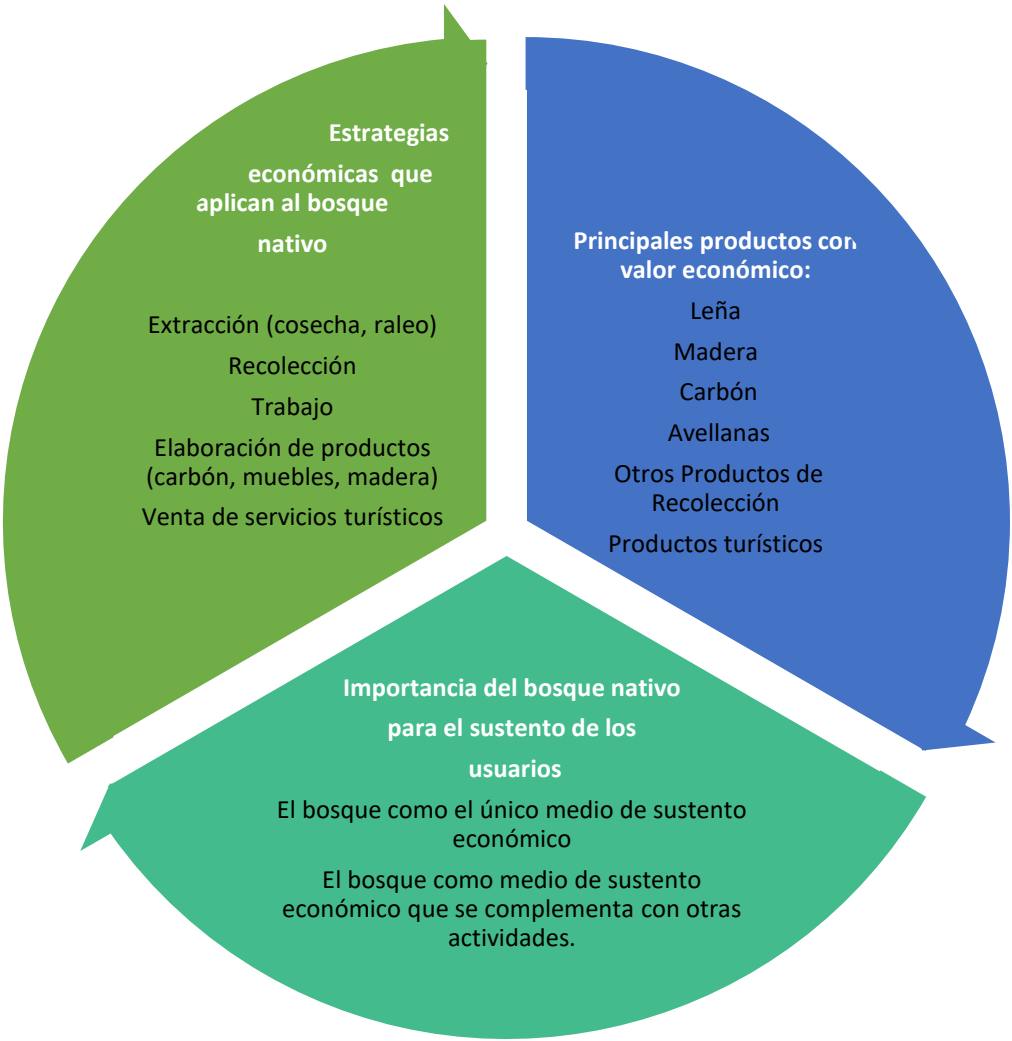 Estrategias
económicas que
aplican al bosque
nativo
Extracción (cosecha, raleo)
Recolección
Trabajo
Elaboración de productos
(carbón, muebles, madera)
Venta de servicios turísticos
Principales productos con
valor económico:
Leña
Madera
Carbón
Avellanas
Otros Productos de
Recolección
Productos turísticos
Importancia del bosque nativo
para el sustento de los
usuarios
El bosque como el único medio de sustento
económico
El bosque como medio de sustento
económico que se complementa con otras
actividades.